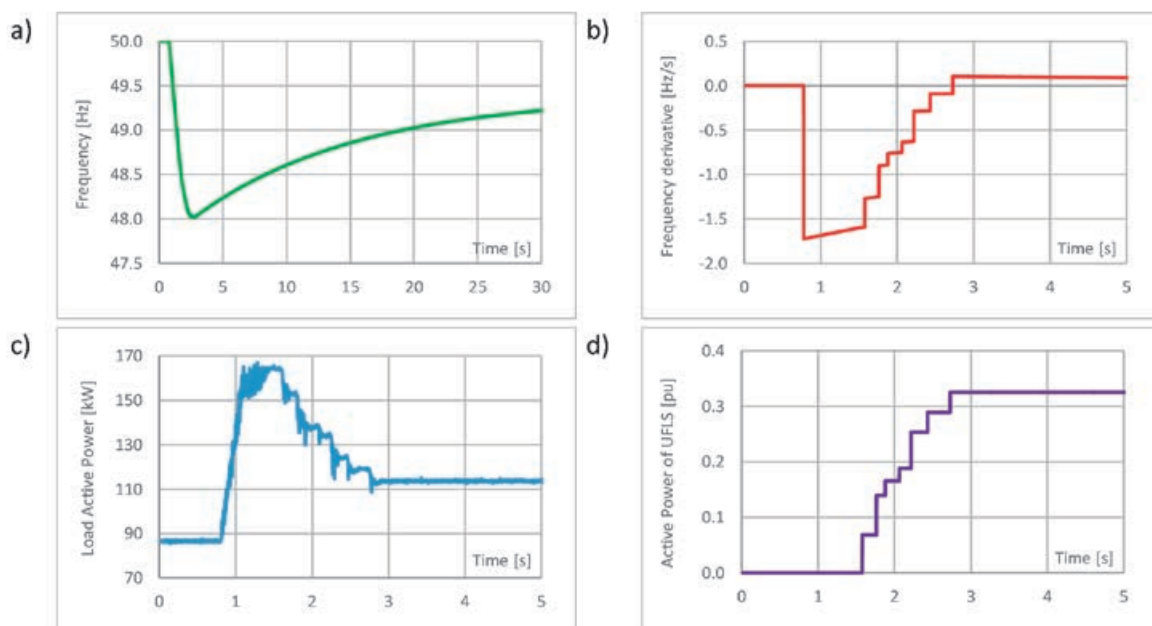 a)
50.0
49.5
49.0
48.5
48.0
47.5
Frequency [Hz]
Time [s]
0 5 10 15 20 25 30
b)
0.5
0.0
-0.5
-1.0
-1.5
-2.0
Frequency derivative [Hz/s]
Time [s]
0 1 2 3 4 5
c)
170
150
130
110
90
70
Load Active Power [kW]
Time [s]
0 1 2 3 4 5
d)
0.4
0.3
0.2
0.1
0.0
Active Power of UFLS [pu]
Time [s]
0 1 2 3 4 5